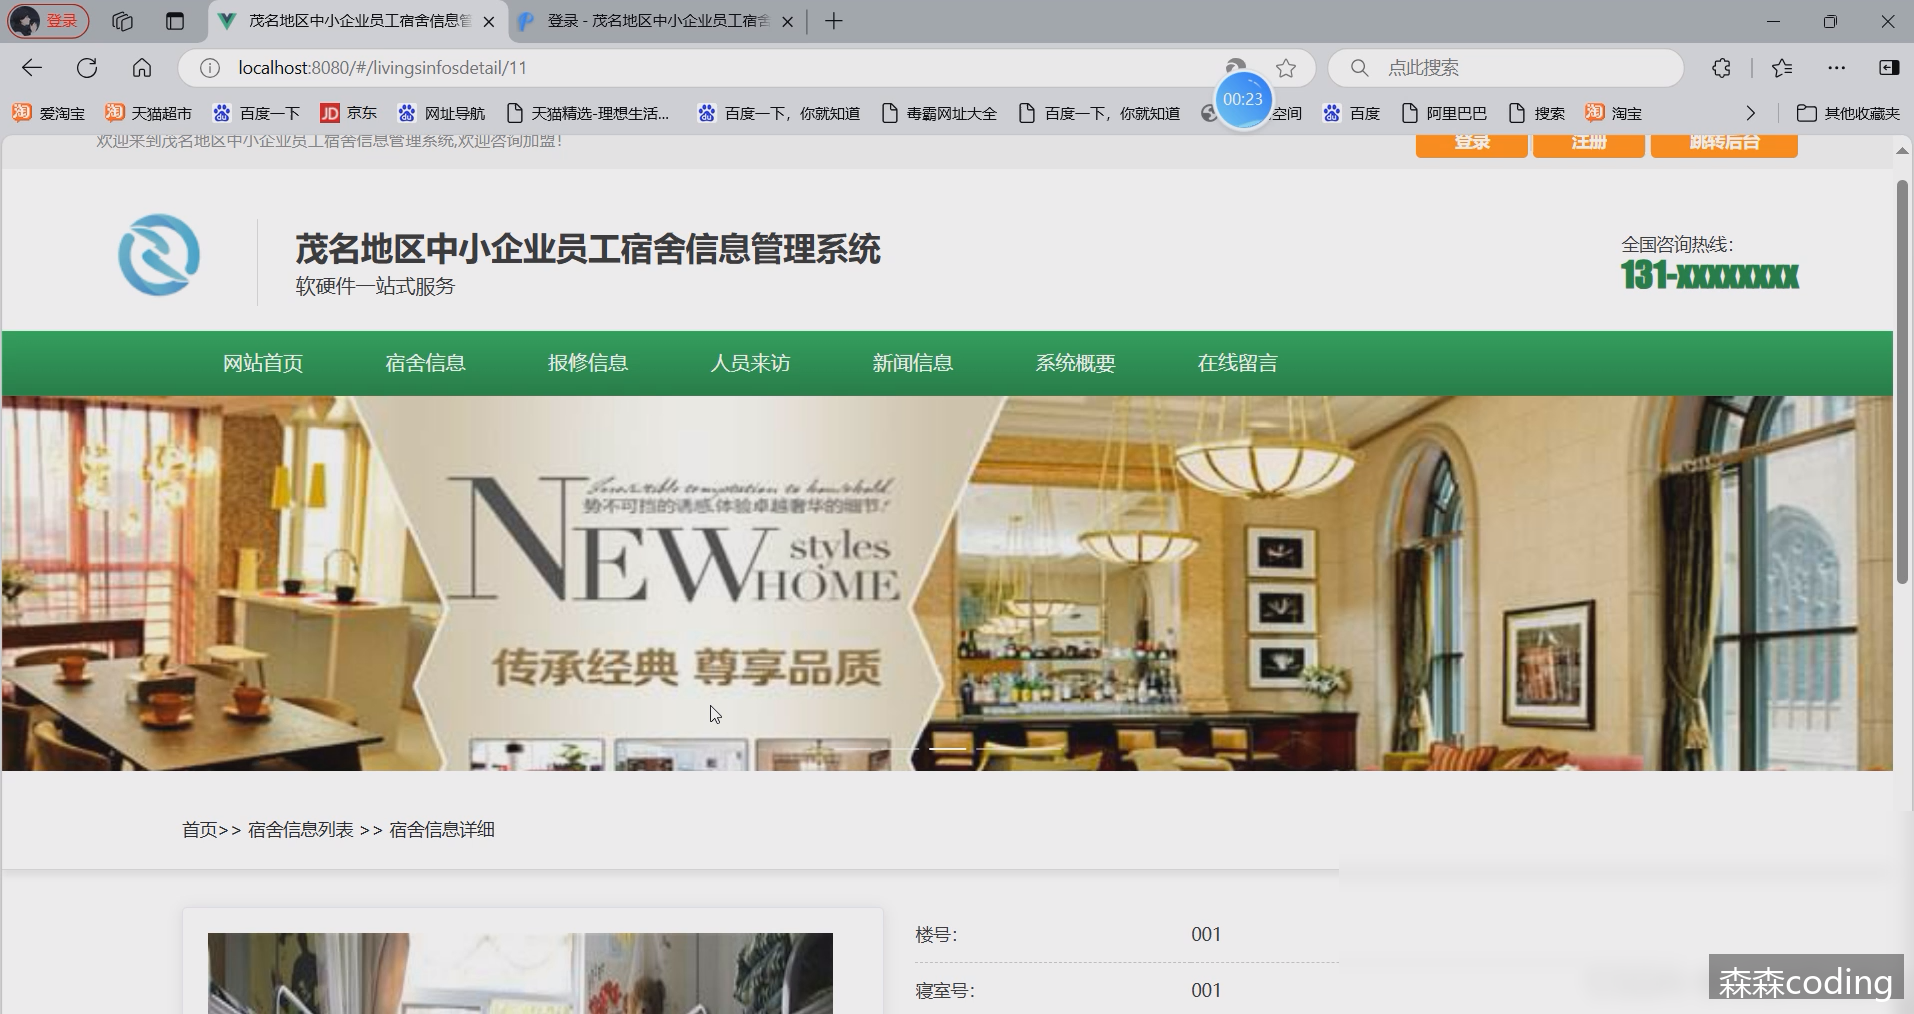 登录
茂名地区中小企业员工宿舍信息管
登录 - 茂名地区中小企业员工宿舍
localhost:8080/#/livingsinfosdetail/11
点此搜索
00:23
爱淘宝
天猫超市
百度一下
JD 京东
网址导航
天猫精选-理想生活...
百度一下，你就知道
毒霸网址大全
百度一下，你就知道
空间
百度
阿里巴巴
搜索
淘宝
其他收藏夹
欢迎来到茂名地区中小企业员工宿舍信息管理系统,欢迎咨询加盟!
登录
注册
跳转后台
茂名地区中小企业员工宿舍信息管理系统
软硬件一站式服务
全国咨询热线：
131-xxxxxxxx
网站首页
宿舍信息
报修信息
人员来访
新闻信息
系统概要
在线留言
势不可挡的诱惑,体验卓越奢华的细节!
NEW styles HOME
传承经典 尊享品质
首页>> 宿舍信息列表 >> 宿舍信息详细
楼号： 001
寝室号： 001
森森coding